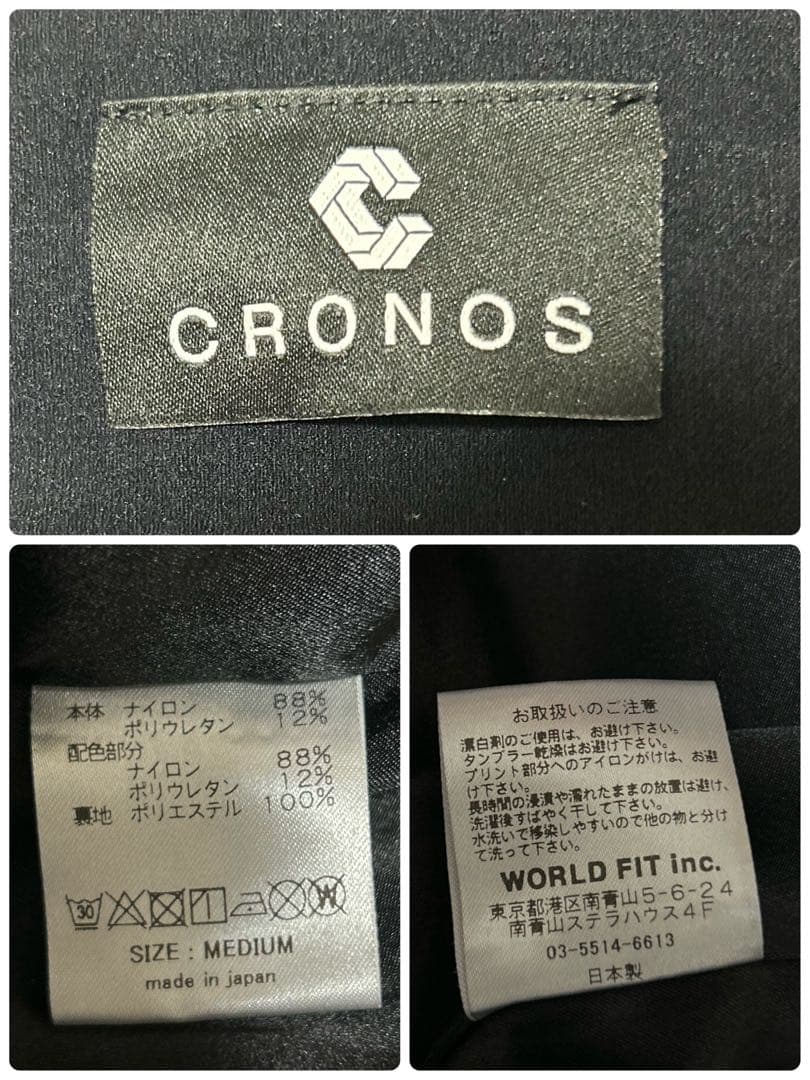 CRONOS
本体 ナイロン 88%
ポリウレタン 12%
配色部分
ナイロン 88%
ポリウレタン 12%
裏地 ポリエステル 100%
30
W
SIZE : MEDIUM
made in japan
お取扱いのご注意
漂白剤のご使用は、お避け下さい。
タンブラー乾燥はお避け下さい。
プリント部分へのアイロンがけは、お避
け下さい。
長時間の浸漬や濡れたままの放置は避け、
洗濯後すばやく干して下さい。
水洗いで移染しやすいので他の物と分け
て洗って下さい。
WORLD FIT inc.
東京都港区南青山5-6-24
南青山ステラハウス4F
03-5514-6613
日本製